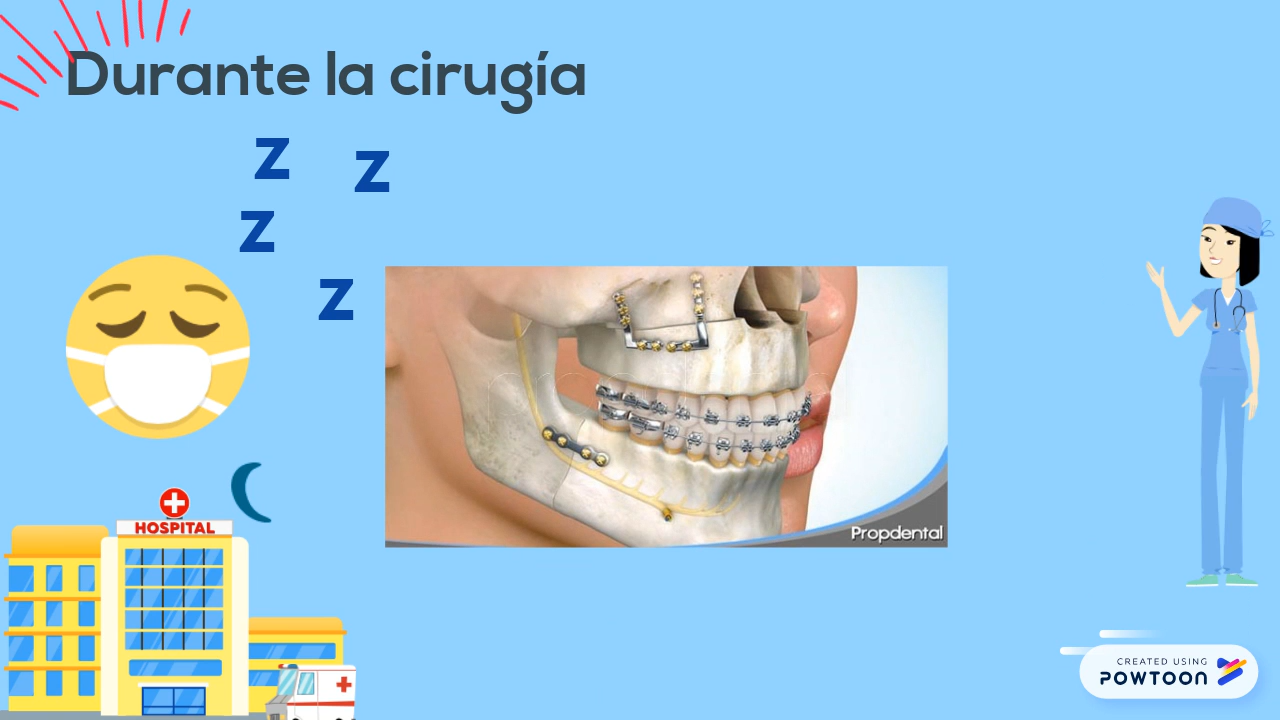 Durante la cirugía
Z
Z
Z
Z
Propdental
HOSPITAL
CREATED USING
POWTOON